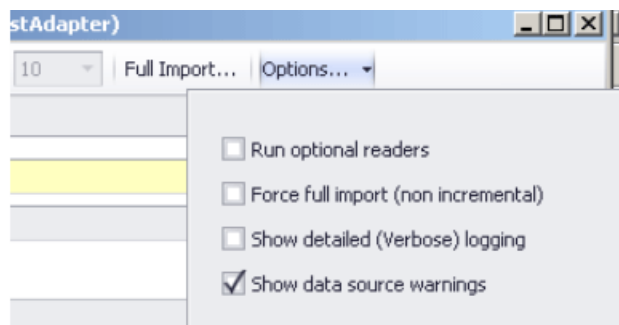 stAdapter)
10 Full Import... Options...
Run optional readers
Force full import (non incremental)
Show detailed (Verbose) logging
Show data source warnings